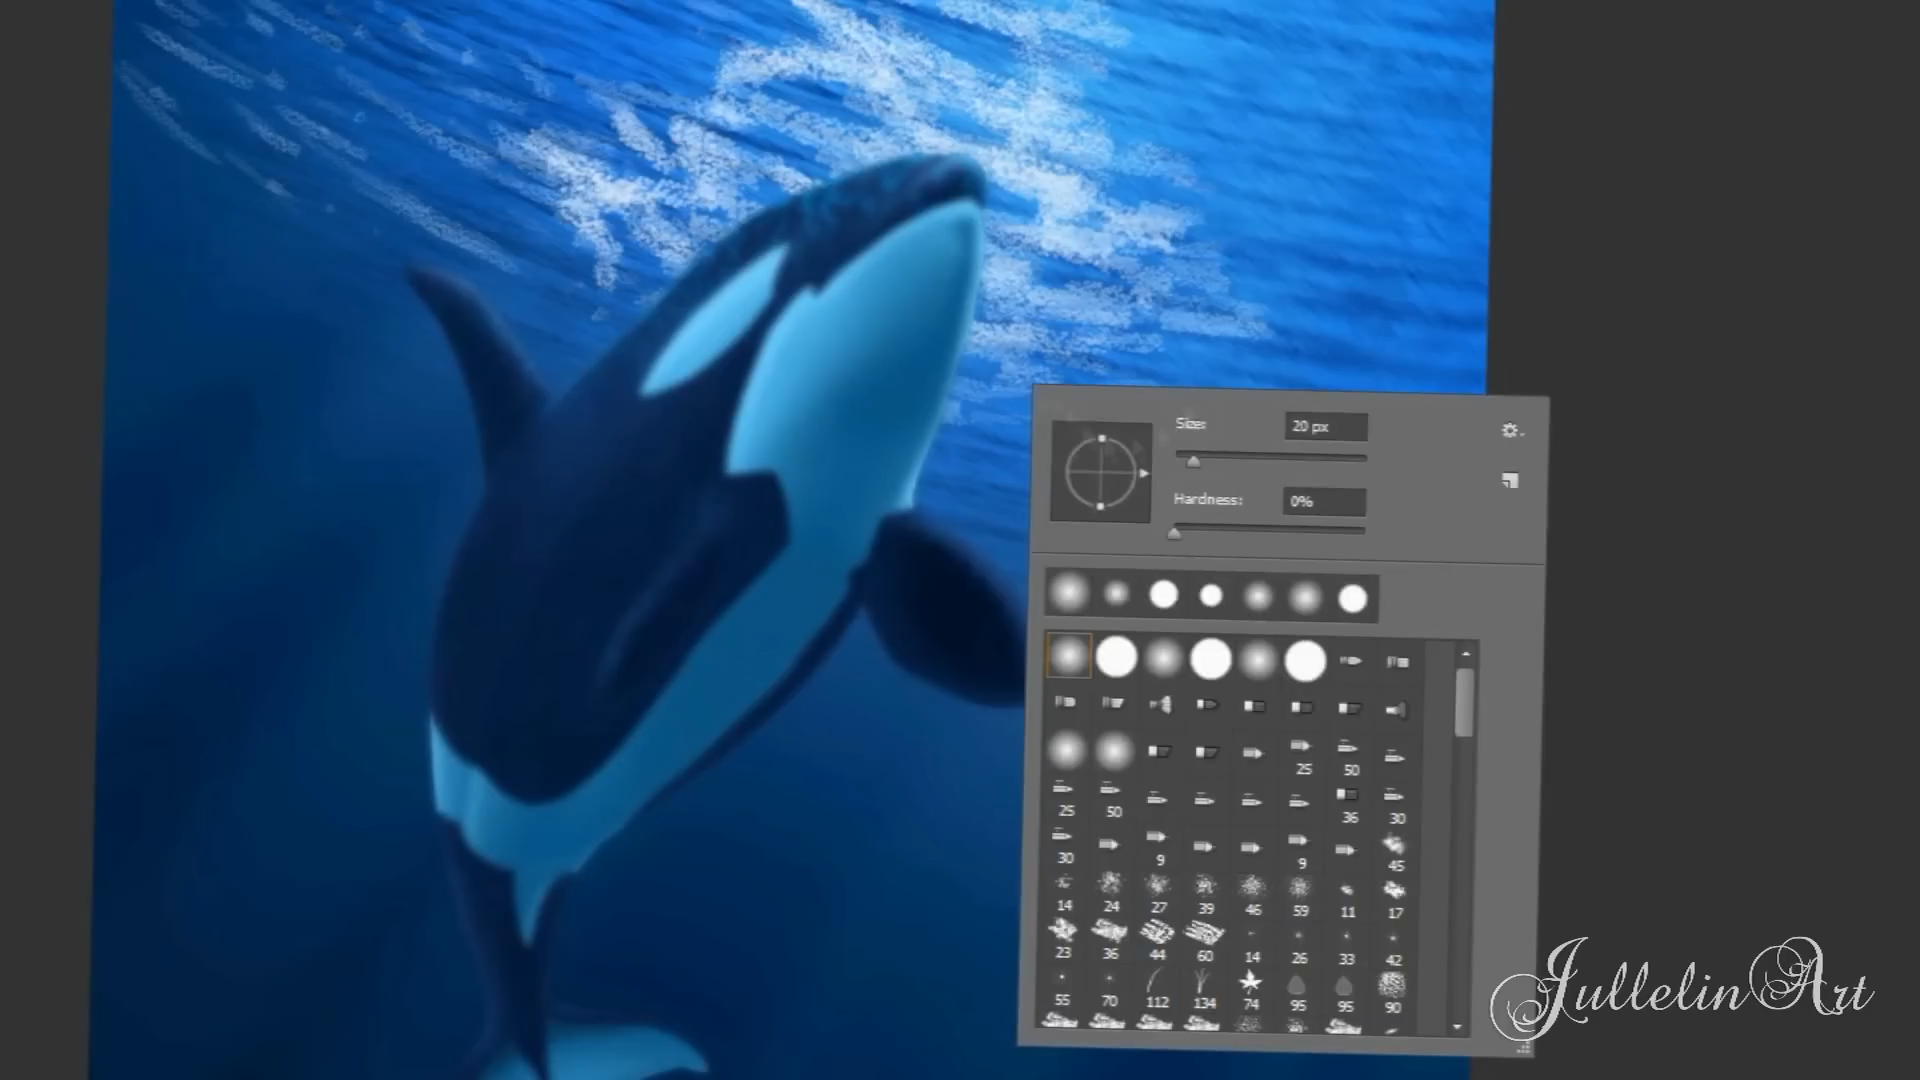 Size: 20 px
Hardness: 0%
25 50
25 50 36 30
30 9 9 45
14 24 27 39 46 59 11 17
23 36 44 60 14 26 33 42
55 70 112 134 74 95 95 90
Jullelin Art